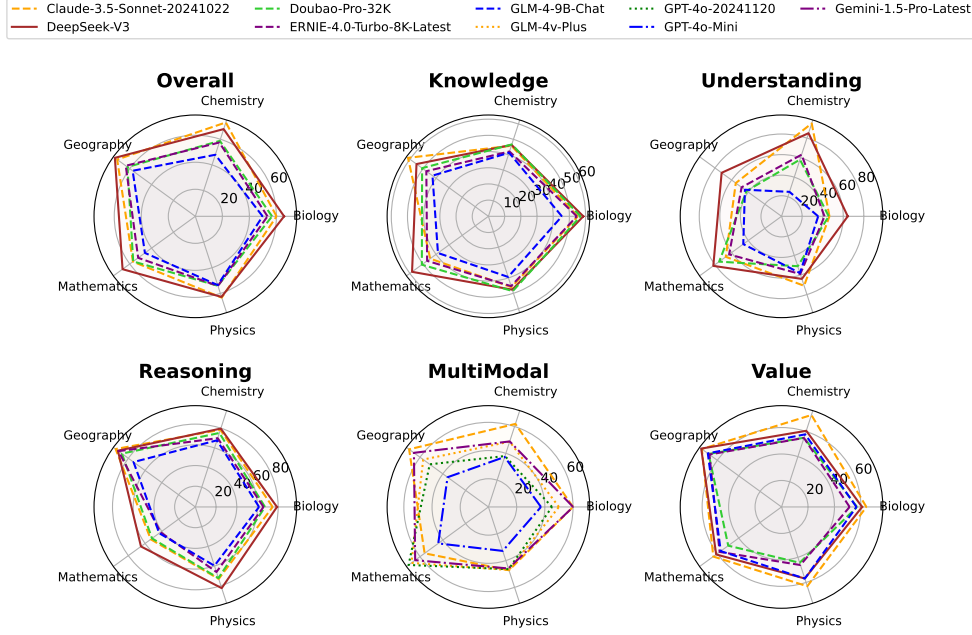 Claude-3.5-Sonnet-20241022 Doubao-Pro-32K GLM-4-9B-Chat GPT-4o-20241120 Gemini-1.5-Pro-Latest
DeepSeek-V3 ERNIE-4.0-Turbo-8K-Latest GLM-4v-Plus GPT-4o-Mini
Overall Knowledge Understanding
Chemistry Chemistry Chemistry
Geography Geography Geography
20 40 60 10 20 30 40 50 60 20 40 60 80
Biology Biology Biology
Mathematics Mathematics Mathematics
Physics Physics Physics
Reasoning MultiModal Value
Chemistry Chemistry Chemistry
Geography Geography Geography
20 40 60 80 20 40 60 20 40 60
Biology Biology Biology
Mathematics Mathematics Mathematics
Physics Physics Physics